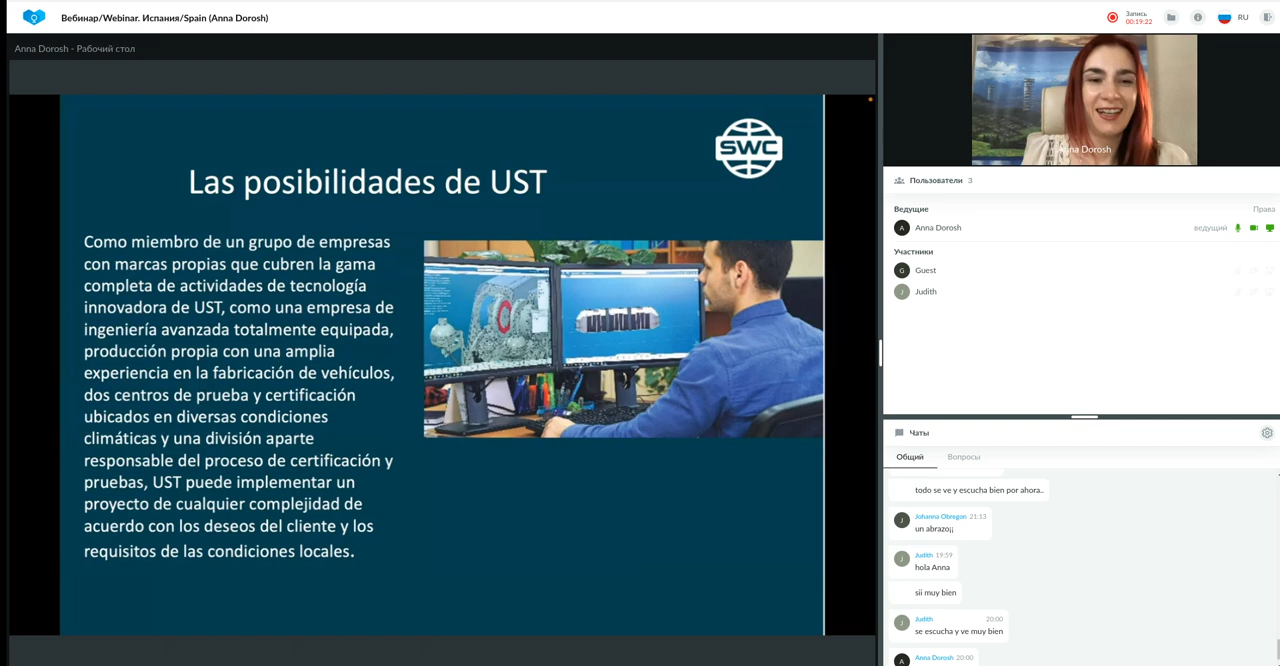 Вебинар/Webinar. Испания/Spain (Anna Dorosh)
Запись
00:19:22
RU
Anna Dorosh - Рабочий стол
SWC
Las posibilidades de UST
Como miembro de un grupo de empresas
con marcas propias que cubren la gama
completa de actividades de tecnología
innovadora de UST, como una empresa de
ingeniería avanzada totalmente equipada,
producción propia con una amplia
experiencia en la fabricación de vehículos,
dos centros de prueba y certificación
ubicados en diversas condiciones
climáticas y una división aparte
responsable del proceso de certificación y
pruebas, UST puede implementar un
proyecto de cualquier complejidad de
acuerdo con los deseos del cliente y los
requisitos de las condiciones locales.
Anna Dorosh
Пользователи 3
Ведущие Права
A Anna Dorosh ведущий
Участники
G Guest
J Judith
Чаты
Общий Вопросы
todo se ve y escucha bien por ahora..
J Johanna Obregon 21:13
un abrazo¡¡
J Judith 19:59
hola Anna
sii muy bien
J Judith 20:00
se escucha y ve muy bien
A Anna Dorosh 20:00